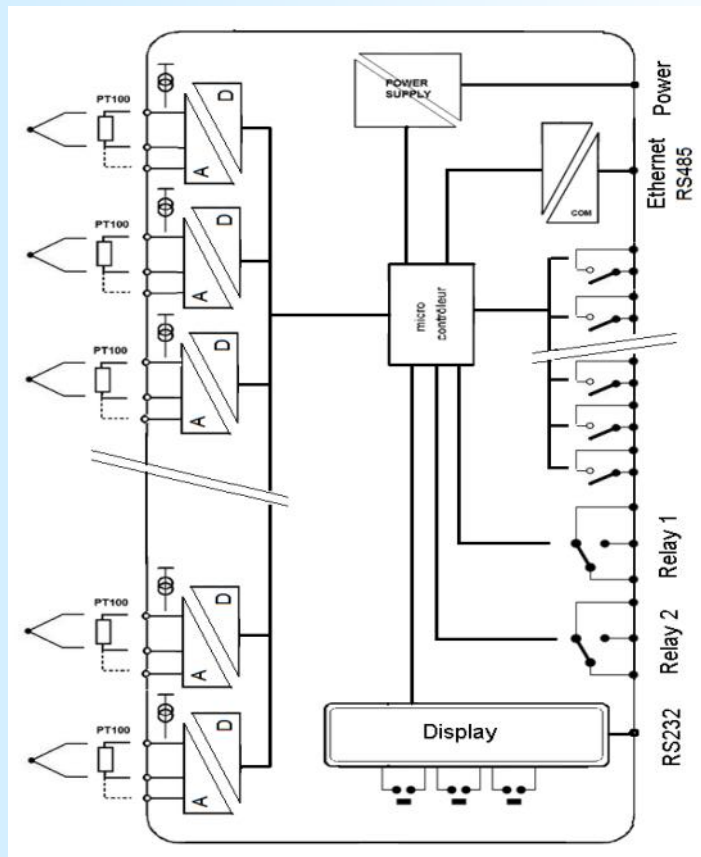 PT100
D
A
PT100
D
A
PT100
D
A
PT100
D
A
PT100
D
A
POWER
SUPPLY
Power
COM
Ethernet
RS485
micro
contrôleur
Relay 1
Relay 2
Display
RS232